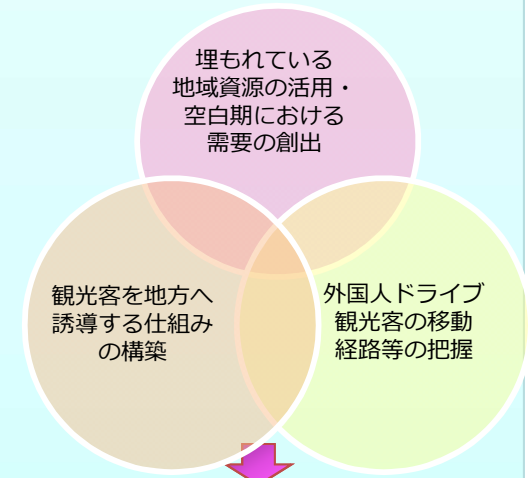 埋もれている
地域資源の活用・
空白期における
需要の創出
観光客を地方へ
誘導する仕組み
の構築
外国人ドライブ
観光客の移動
経路等の把握